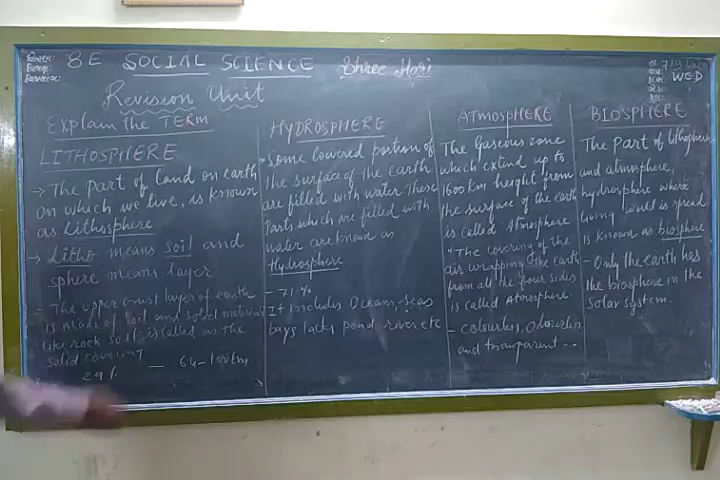 8E SOCIAL SCIENCE Shree Hari
WED
Revision Unit
Explain the TERM
LITHOSPHERE
→ The part of land on earth
on which we live, is known
as Lithosphere
→ Litho means soil and
sphere means layer
- The upper most layer of earth
is made of soil and solid materials
like rock so it is called as the
solid covering
29% — 64-100km
HYDROSPHERE
Some lowered portion of
the surface of the earth
are filled with water These
Parts which are filled with
water are known as
Hydrosphere
- 71%
It includes Oceans, seas
bays lacks pond river etc
ATMOSPHERE
The Gaseous zone
which extend up to
1600 km height from
the surface of the earth
is called Atmosphere
"The covering of the
air wrapping the earth
from all the four sides
is called Atmosphere.
- colourless, Odourless
and transparent...
BIOSPHERE
The Part of lithosphere
and atmosphere,
hydrosphere where
living world is spread
is known as biosphere
- Only the earth has
the biosphere in the
solar system.